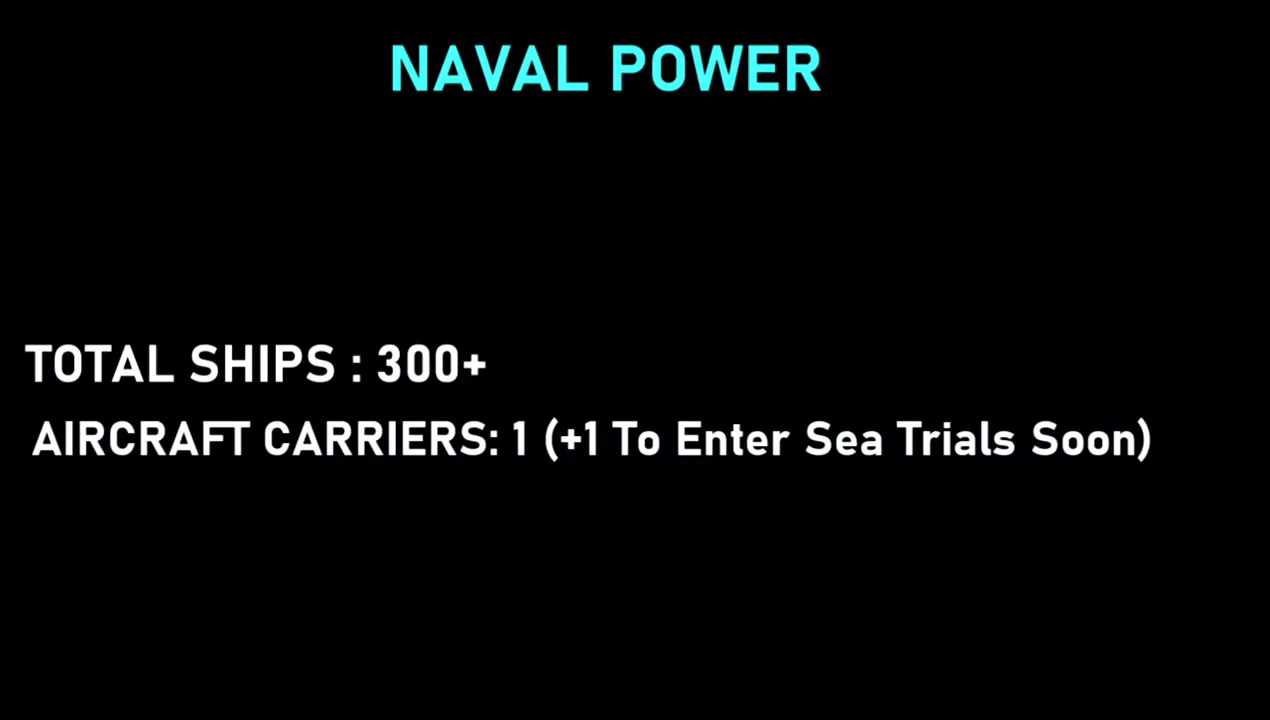 NAVAL POWER
TOTAL SHIPS : 300+
AIRCRAFT CARRIERS: 1 (+1 To Enter Sea Trials Soon)